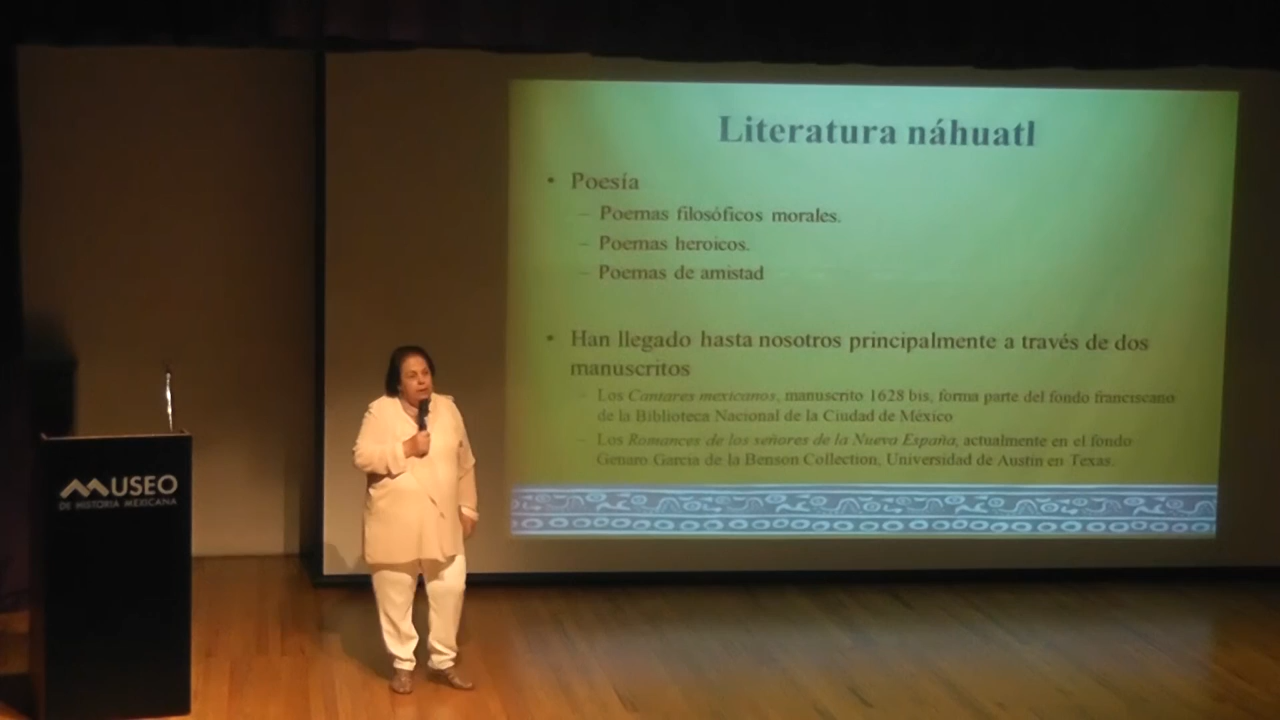 Literatura náhuatl
• Poesía
– Poemas filosóficos morales.
– Poemas heroicos.
– Poemas de amistad
• Han llegado hasta nosotros principalmente a través de dos
manuscritos
– Los Cantares mexicanos, manuscrito 1628 bis, forma parte del fondo franciscano
de la Biblioteca Nacional de la Ciudad de México
– Los Romances de los señores de la Nueva España, actualmente en el fondo
Genaro García de la Benson Collection, Universidad de Austin en Texas.
MUSEO
DE HISTORIA MEXICANA